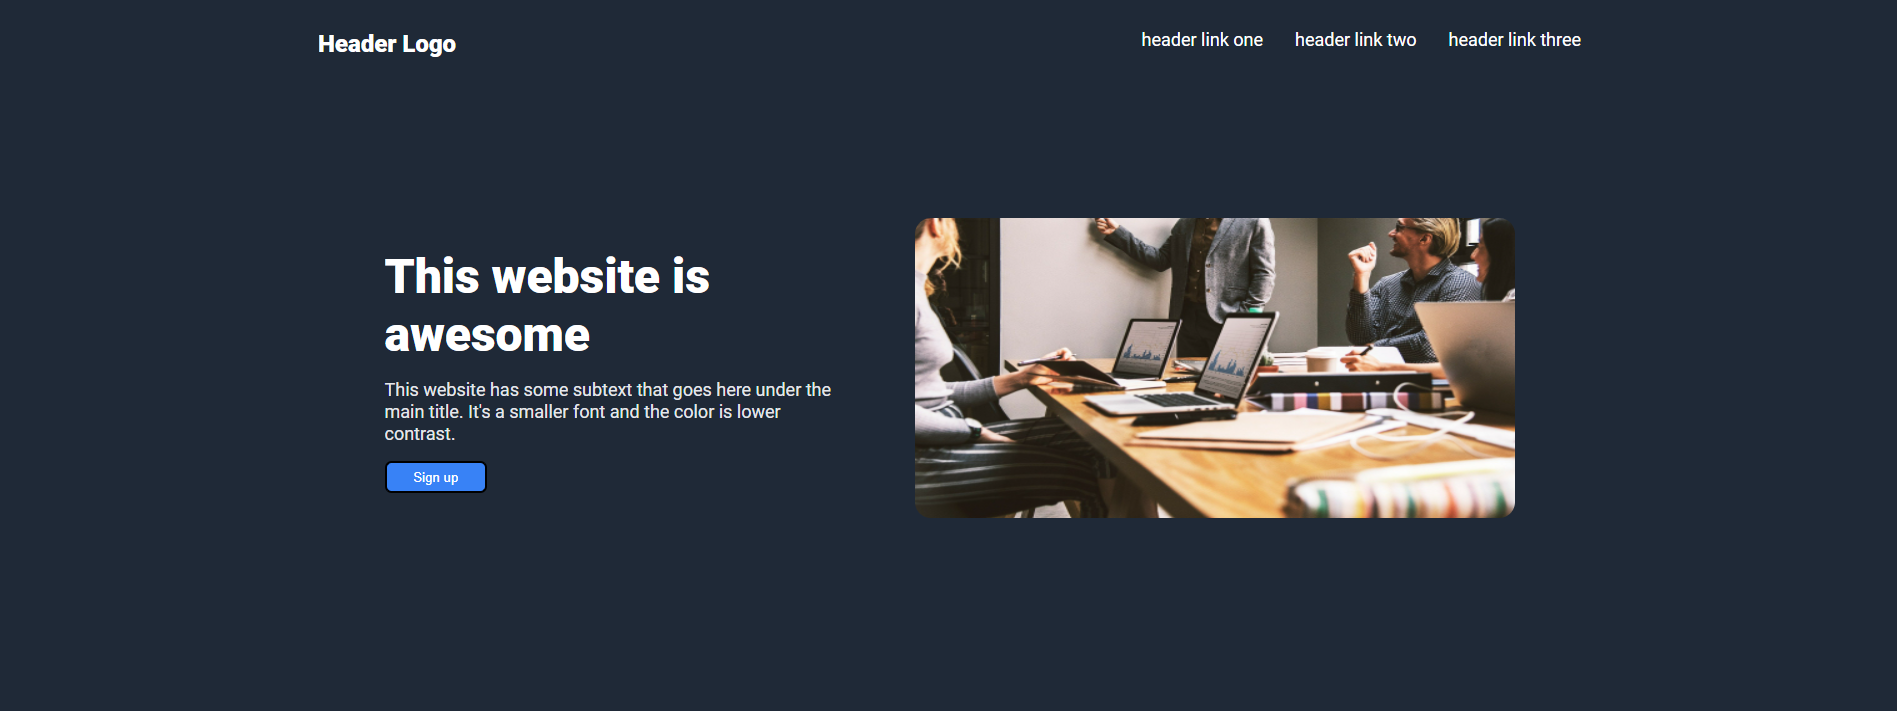 Header Logo
header link one
header link two
header link three
This website is
awesome
This website has some subtext that goes here under the
main title. It's a smaller font and the color is lower
contrast.
Sign up